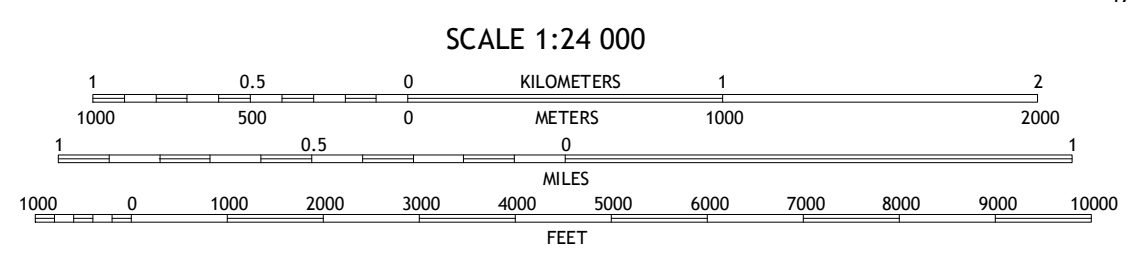 SCALE 1:24 000
1 0.5 0 KILOMETERS 1 2
1000 500 0 METERS 1000 2000
1 0.5 0 1
MILES
1000 0 1000 2000 3000 4000 5000 6000 7000 8000 9000 10000
FEET